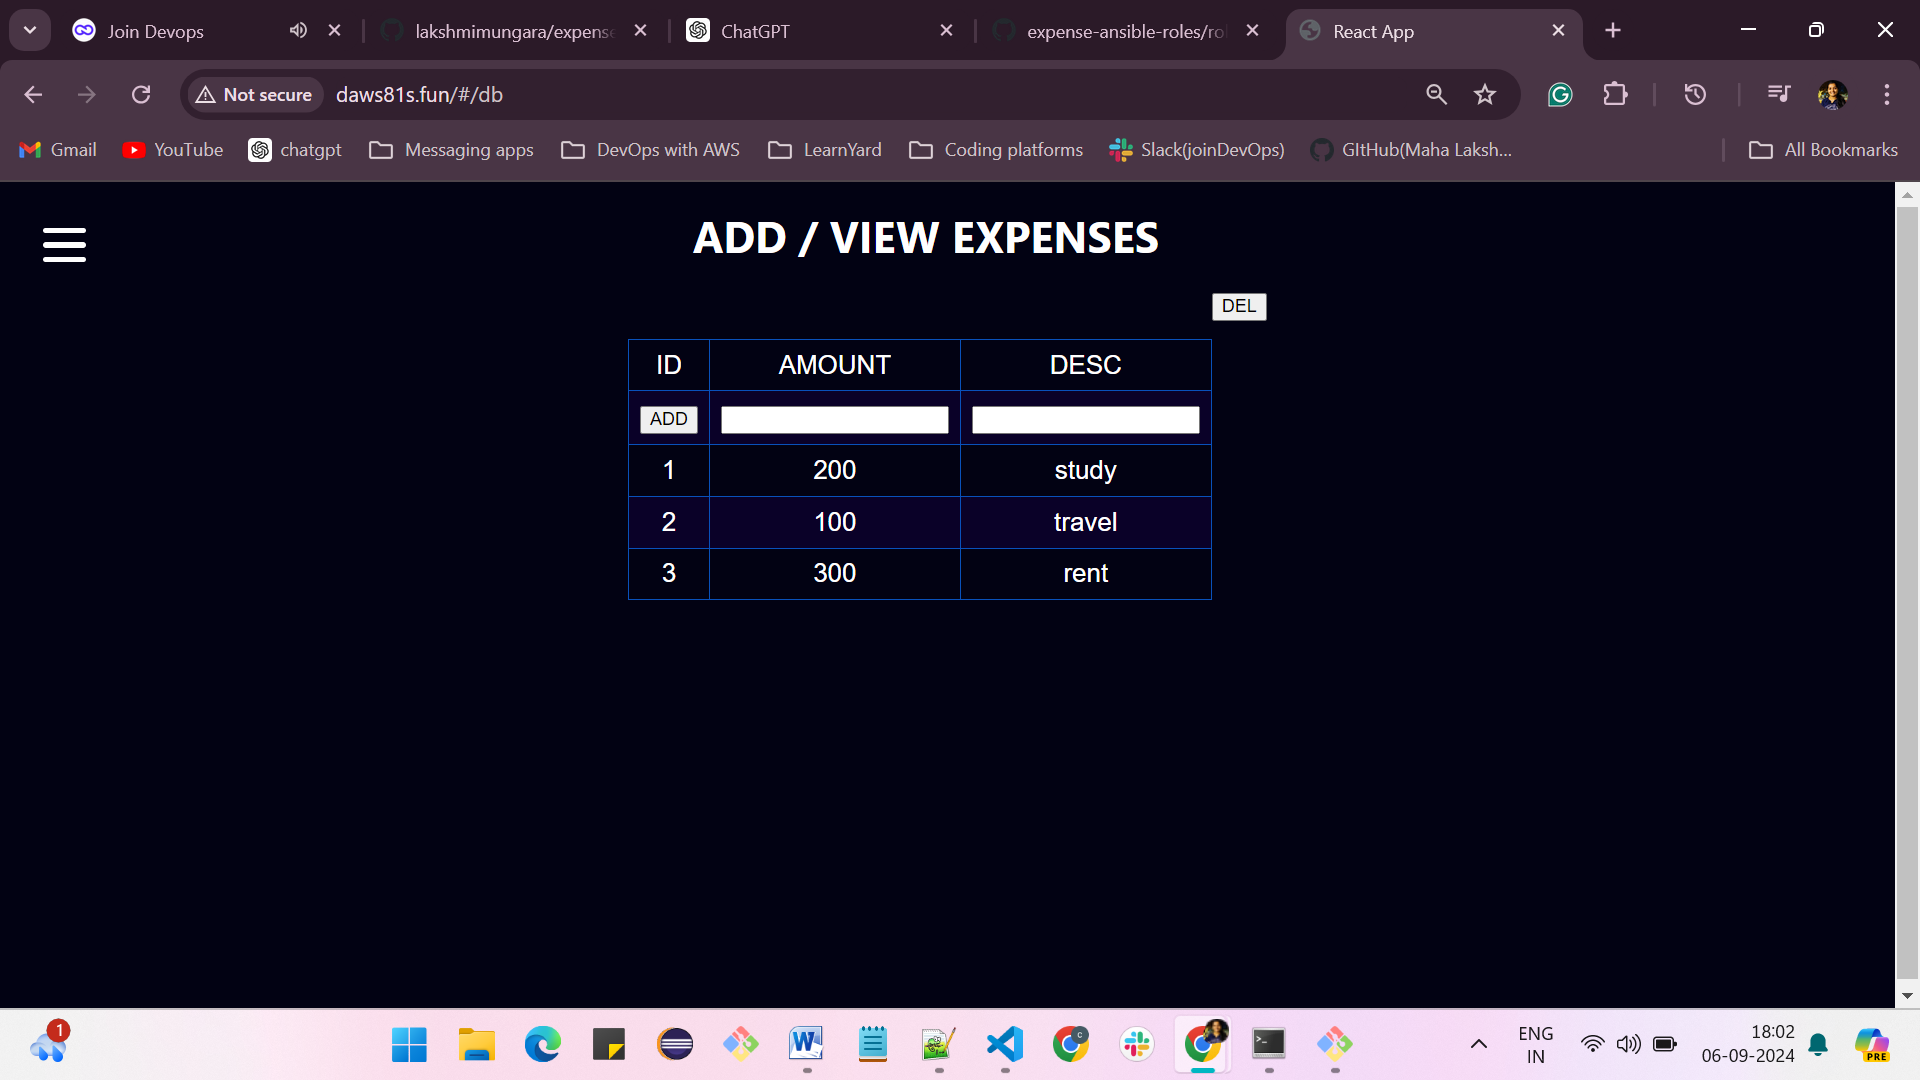 Join Devops
lakshmimungara/expense
ChatGPT
expense-ansible-roles/rol
React App
Not secure
daws81s.fun/#/db
Gmail
YouTube
chatgpt
Messaging apps
DevOps with AWS
LearnYard
Coding platforms
Slack(joinDevOps)
GItHub(Maha Laksh...
All Bookmarks
ADD / VIEW EXPENSES
DEL
ID AMOUNT DESC
ADD
1 200 study
2 100 travel
3 300 rent
1
ENG
IN
18:02
06-09-2024
PRE